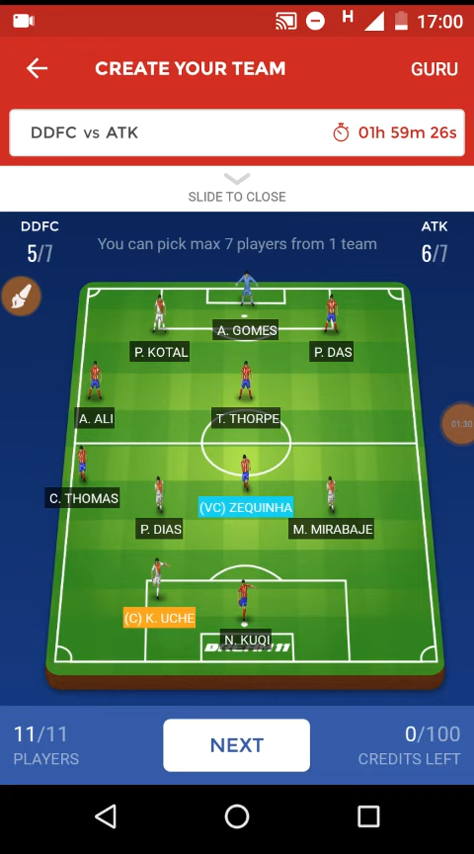 H 17:00
CREATE YOUR TEAM GURU
DDFC vs ATK 01h 59m 26s
SLIDE TO CLOSE
DDFC ATK
5/7 You can pick max 7 players from 1 team 6/7
A. GOMES
P. KOTAL P. DAS
A. ALI T. THORPE
01:30
C. THOMAS (VC) ZEQUINHA
P. DIAS M. MIRABAJE
(C) K. UCHE
N. KUQI
DREAM11
11/11 NEXT 0/100
PLAYERS CREDITS LEFT